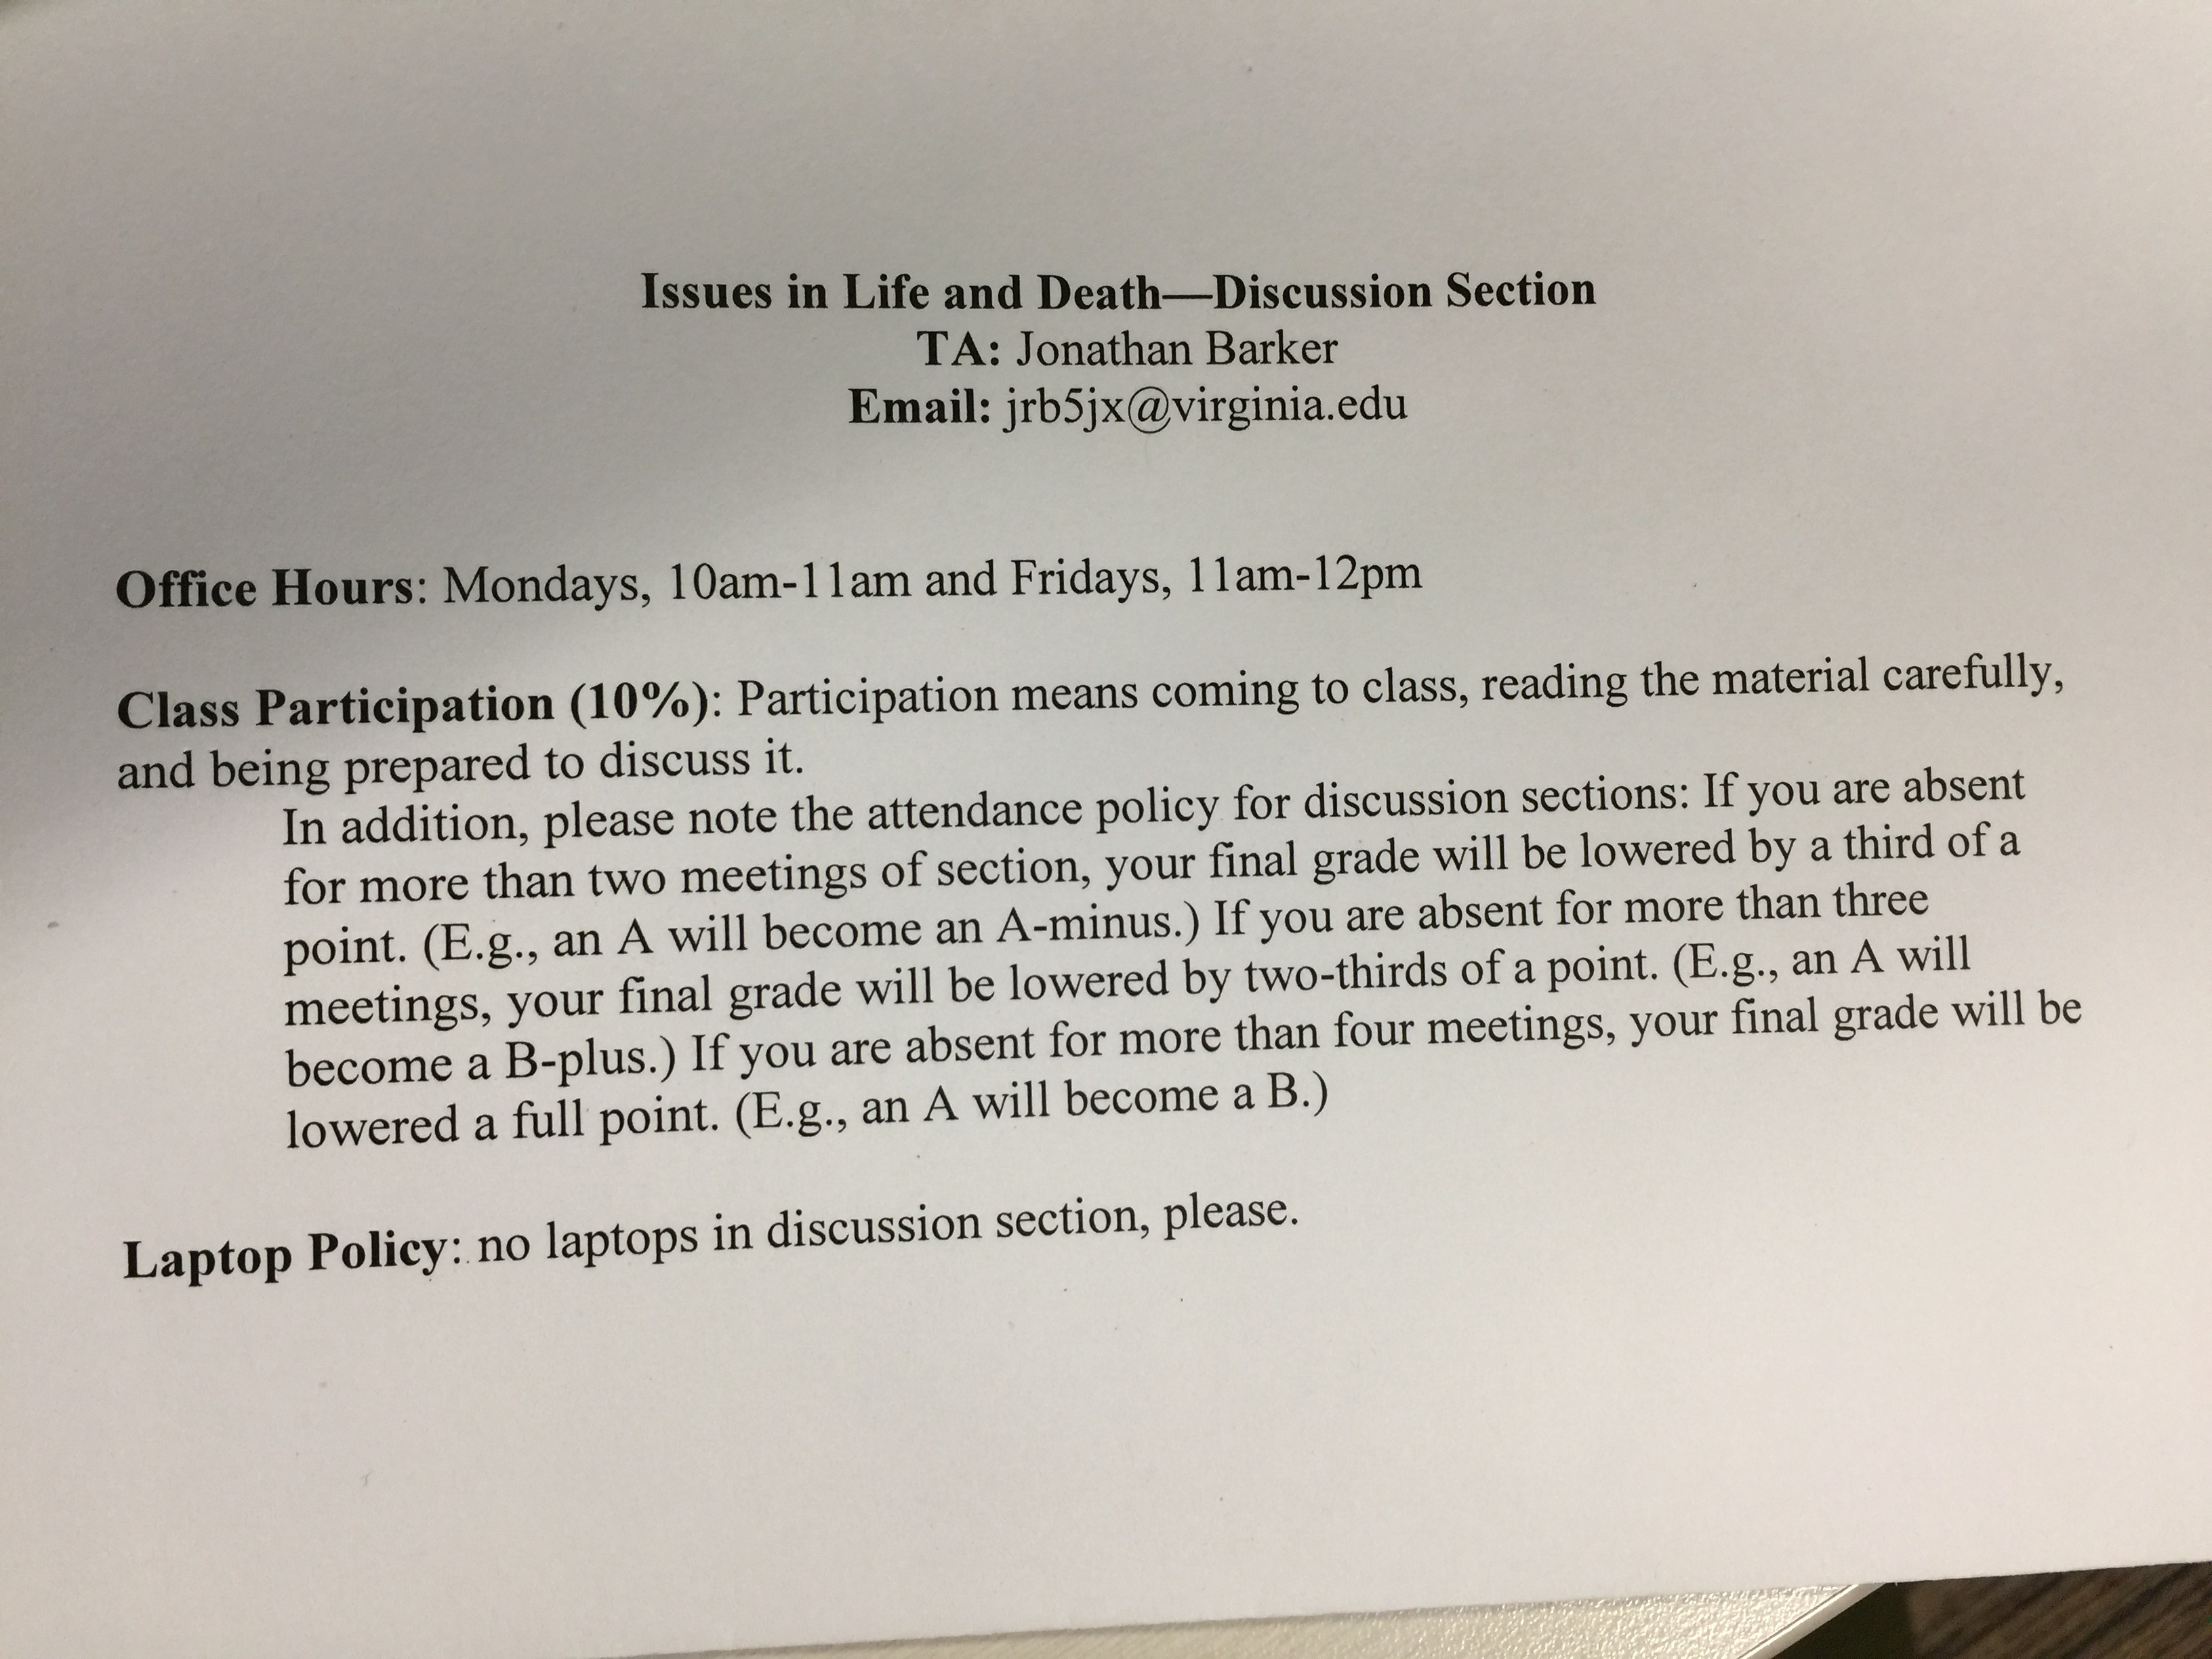 Issues in Life and Death—Discussion Section
TA: Jonathan Barker
Email: jrb5jx@virginia.edu
Office Hours: Mondays, 10am-11am and Fridays, 11am-12pm
Class Participation (10%): Participation means coming to class, reading the material carefully,
and being prepared to discuss it.
In addition, please note the attendance policy for discussion sections: If you are absent
for more than two meetings of section, your final grade will be lowered by a third of a
point. (E.g., an A will become an A-minus.) If you are absent for more than three
meetings, your final grade will be lowered by two-thirds of a point. (E.g., an A will
become a B-plus.) If you are absent for more than four meetings, your final grade will be
lowered a full point. (E.g., an A will become a B.)
Laptop Policy: no laptops in discussion section, please.